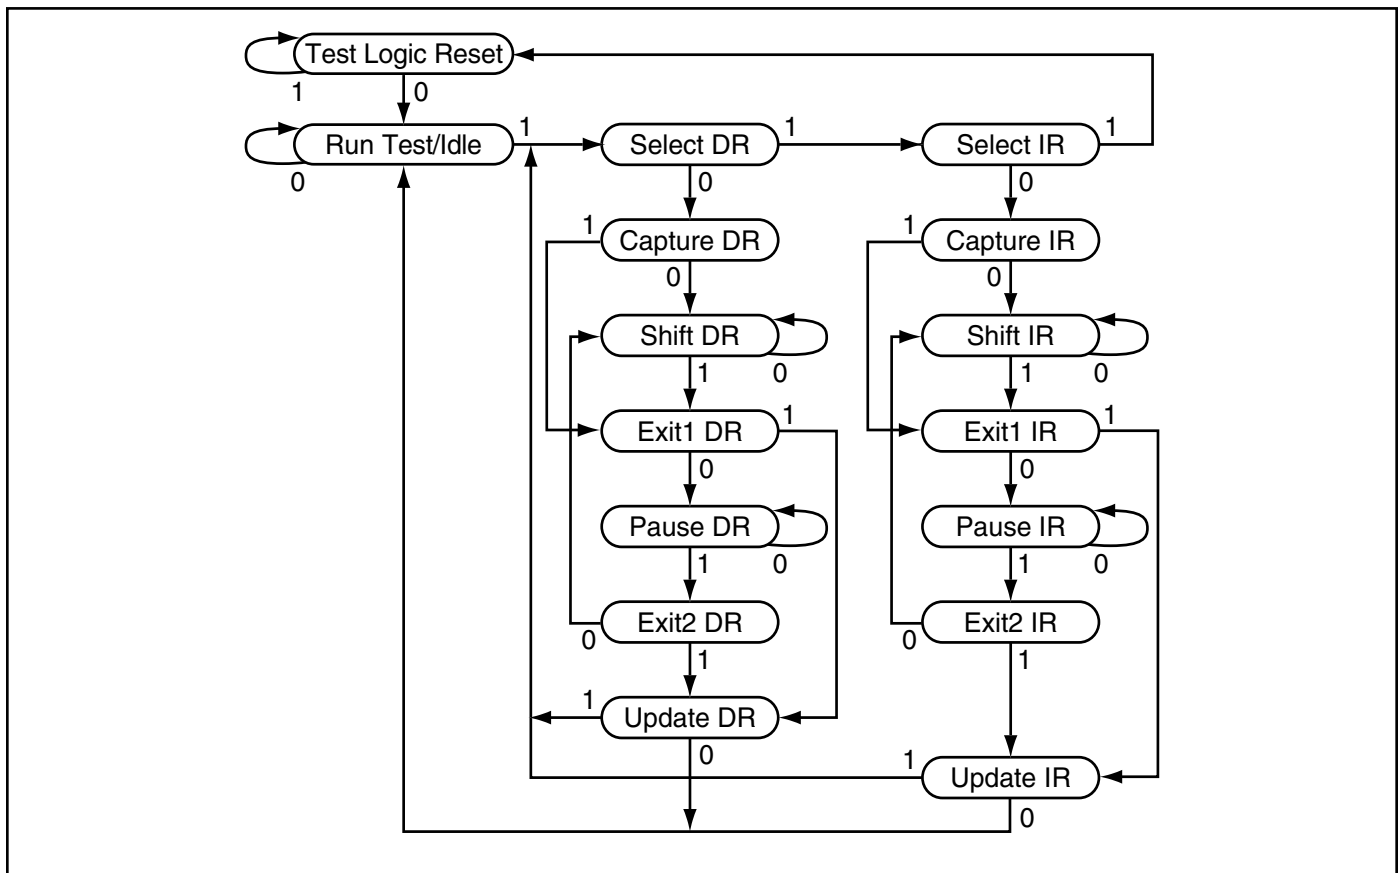 Test Logic Reset
1 0
Run Test/Idle 1 Select DR 1 Select IR 1
0 0 0
1 Capture DR 1 Capture IR
0 0
Shift DR Shift IR
1 0 1 0
Exit1 DR 1 Exit1 IR 1
0 0
Pause DR Pause IR
1 0 1 0
Exit2 DR Exit2 IR
0 1 0 1
1 Update DR
0 1 Update IR
0